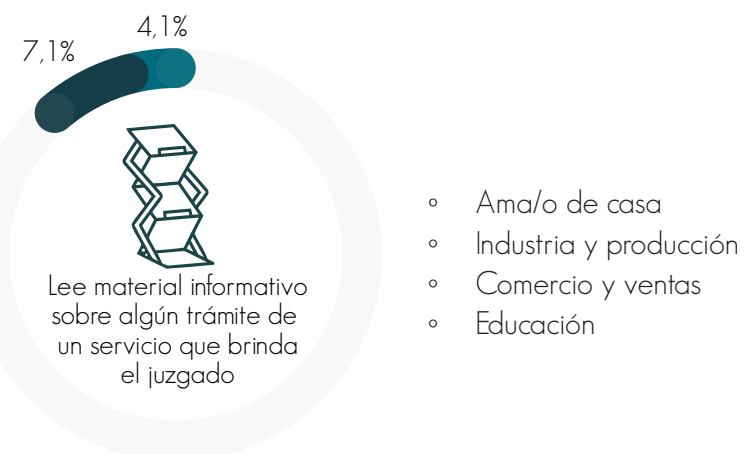 4,1%
7,1%
Lee material informativo
sobre algún trámite de
un servicio que brinda
el juzgado
° Ama/o de casa
° Industria y producción
° Comercio y ventas
° Educación